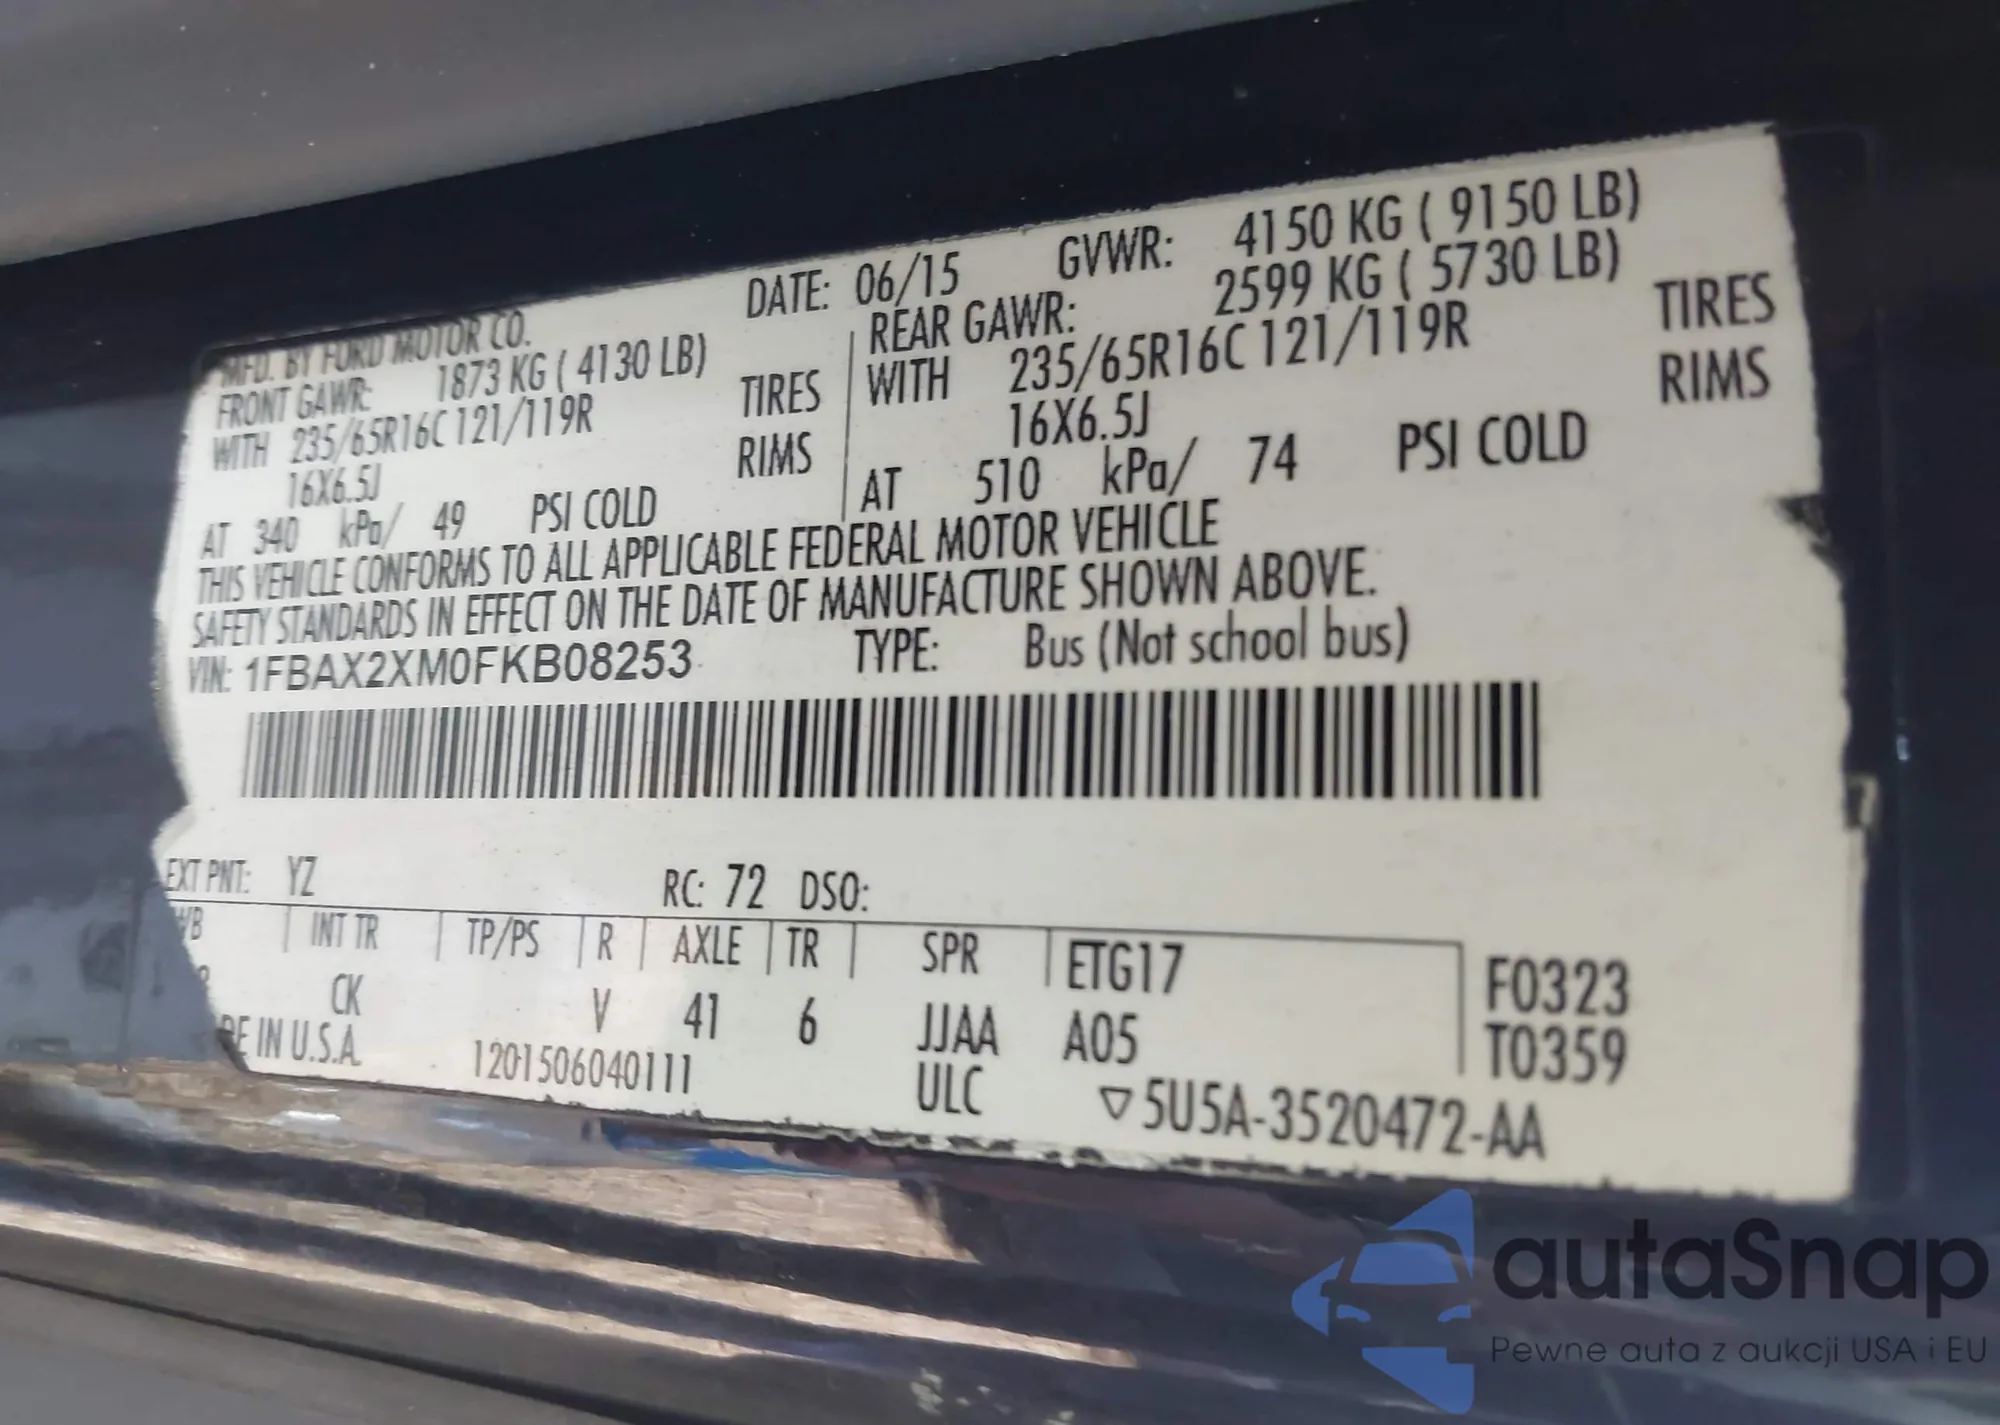 MFD. BY FORD MOTOR CO.
DATE: 06/15 GVWR: 4150 KG ( 9150 LB)
FRONT GAWR: 1873 KG ( 4130 LB)
REAR GAWR: 2599 KG ( 5730 LB)
WITH 235/65R16C 121/119R TIRES
WITH 235/65R16C 121/119R TIRES
16X6.5J RIMS
16X6.5J RIMS
AT 340 kPa/ 49 PSI COLD
AT 510 kPa/ 74 PSI COLD
THIS VEHICLE CONFORMS TO ALL APPLICABLE FEDERAL MOTOR VEHICLE
SAFETY STANDARDS IN EFFECT ON THE DATE OF MANUFACTURE SHOWN ABOVE.
VIN: 1FBAX2XM0FKB08253 TYPE: Bus (Not school bus)
EXT PNT: YZ RC: 72 DSO:
WB INT TR TP/PS R AXLE TR SPR ETG17 F0323
CK V 41 6 JJAA A05 T0359
E IN U.S.A. 1201506040111 ULC ▽5U5A-3520472-AA
autaSnap
Pewne auta z aukcji USA i EU